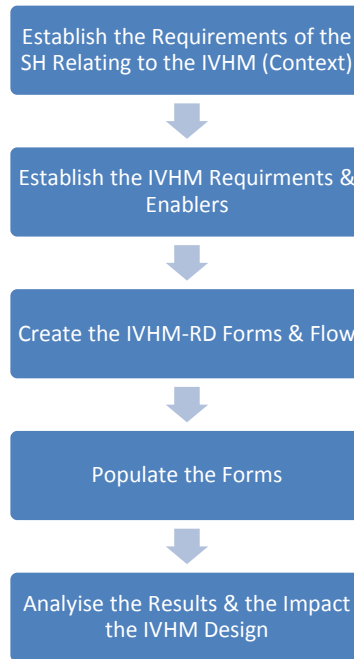 Establish the Requirements of the
SH Relating to the IVHM (Context)
Establish the IVHM Requirments &
Enablers
Create the IVHM-RD Forms & Flow
Populate the Forms
Analyise the Results & the Impact
the IVHM Design